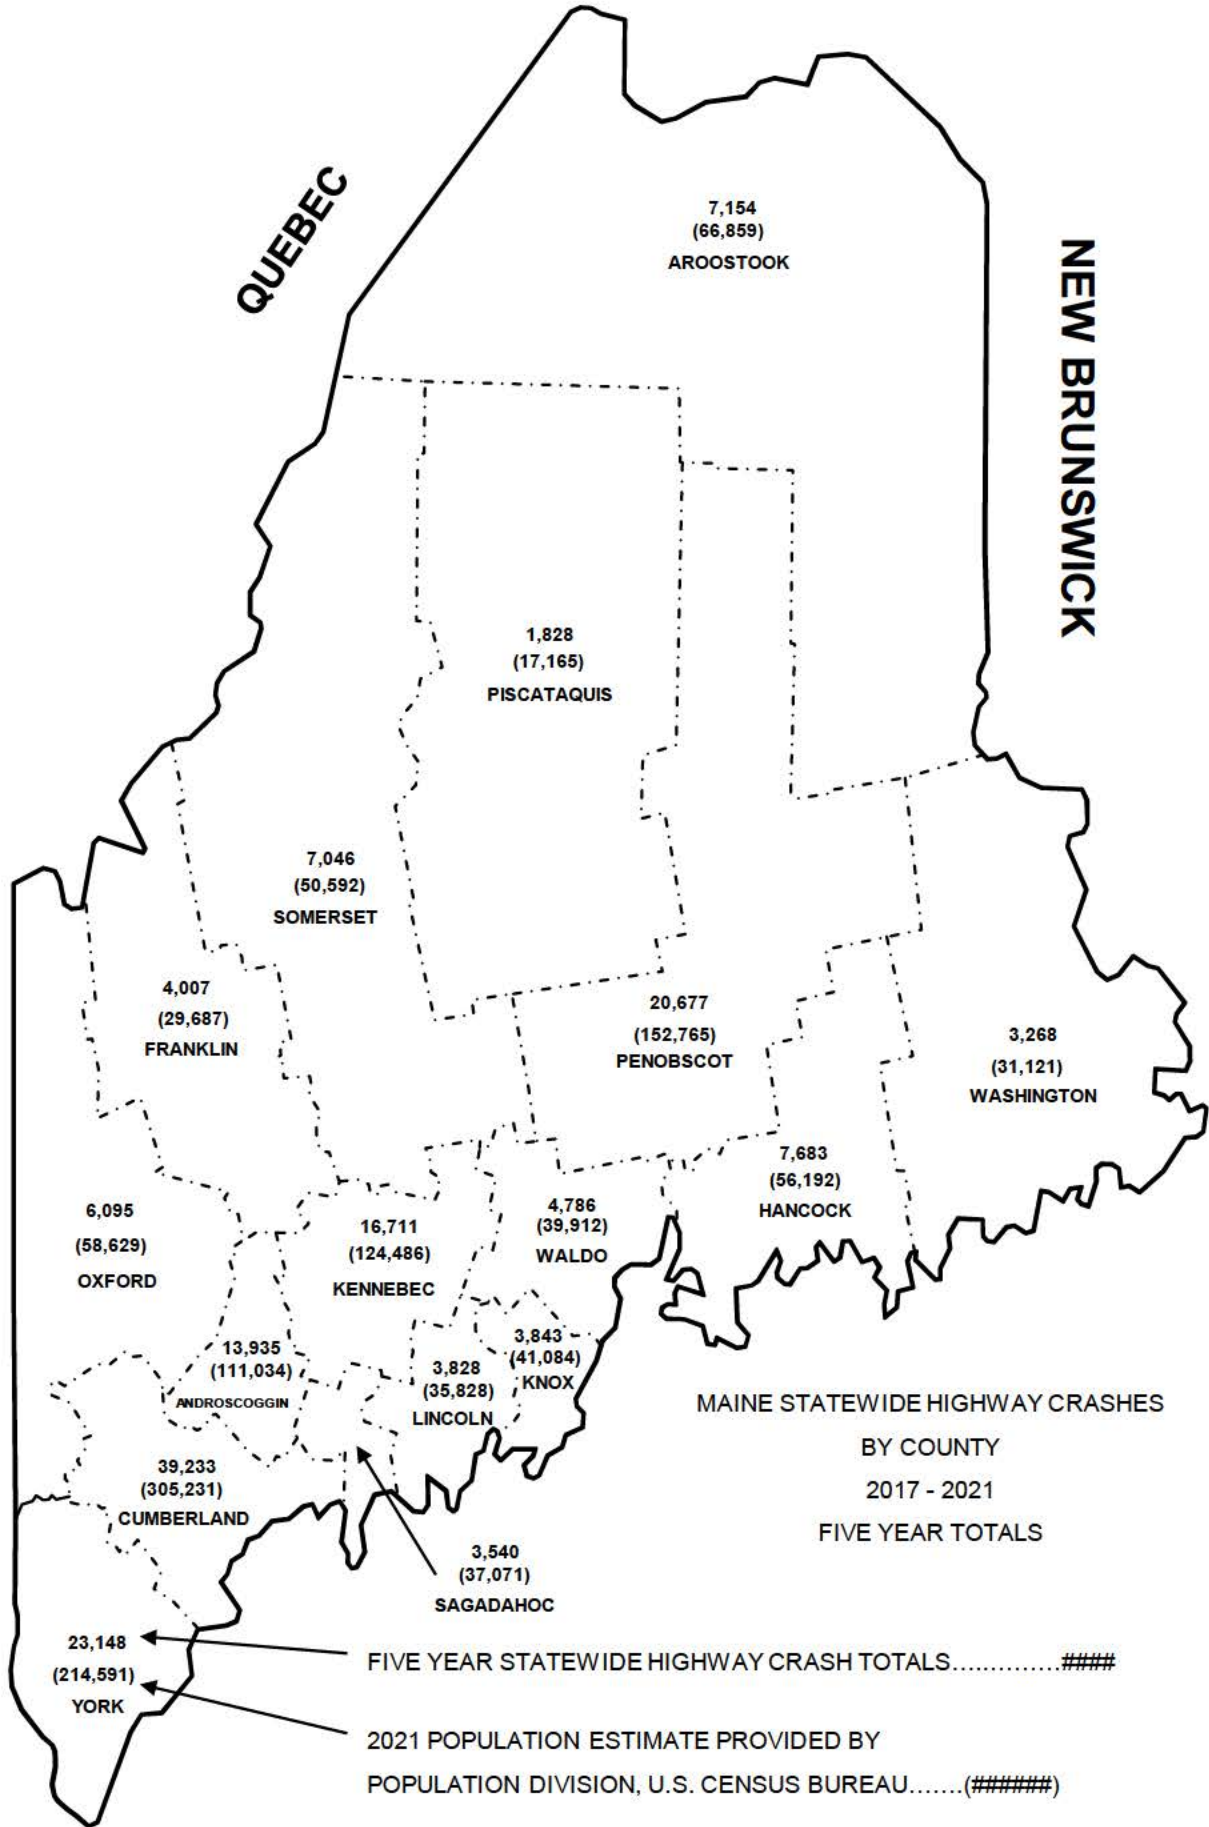 QUEBEC
7,154
(66,859)
AROOSTOOK
NEW BRUNSWICK
1,828
(17,165)
PISCATAQUIS
7,046
(50,592)
SOMERSET
4,007
(29,687)
FRANKLIN
20,677
(152,765)
PENOBSCOT
3,268
(31,121)
WASHINGTON
7,683
(56,192)
HANCOCK
6,095
(58,629)
OXFORD
16,711
(124,486)
KENNEBEC
4,786
(39,912)
WALDO
13,935
(111,034)
ANDROSCOGGIN
3,828
(35,828)
LINCOLN
3,843
(41,084)
KNOX
39,233
(305,231)
CUMBERLAND
3,540
(37,071)
SAGADAHOC
23,148
(214,591)
YORK
MAINE STATEWIDE HIGHWAY CRASHES
BY COUNTY
2017 - 2021
FIVE YEAR TOTALS
FIVE YEAR STATEWIDE HIGHWAY CRASH TOTALS..............####
2021 POPULATION ESTIMATE PROVIDED BY
POPULATION DIVISION, U.S. CENSUS BUREAU.......(######)